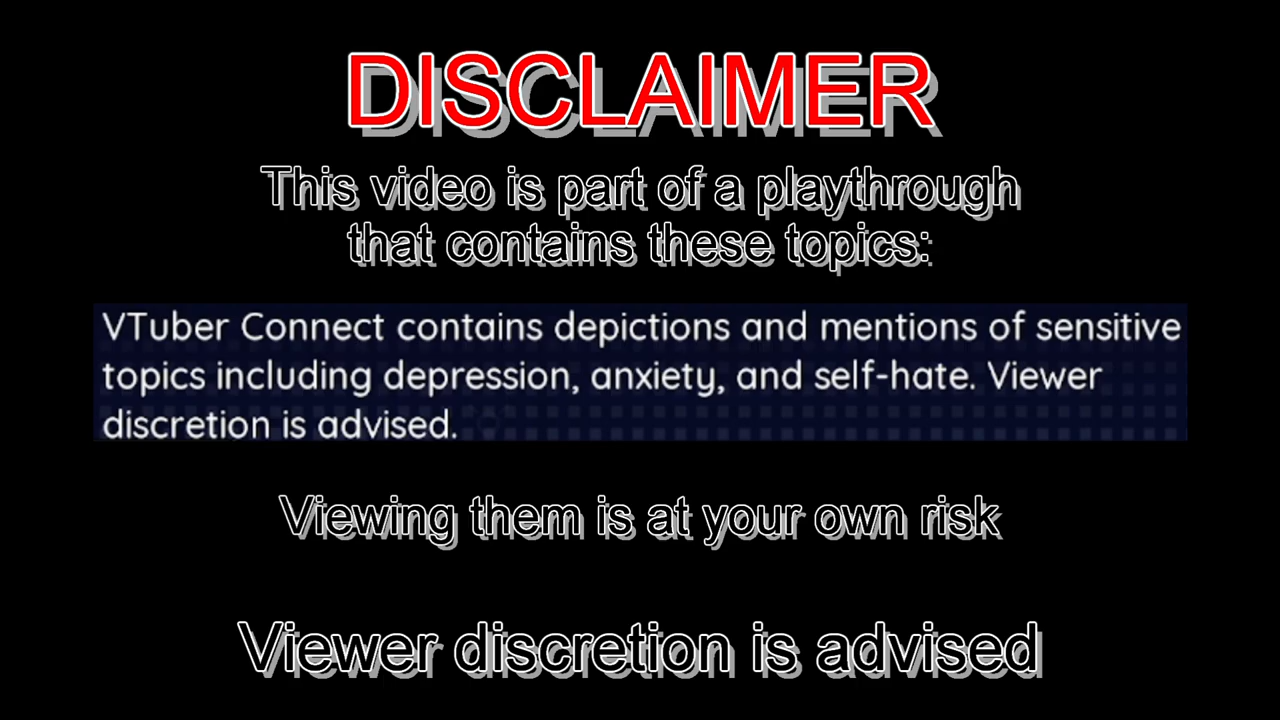 DISCLAIMER
This video is part of a playthrough
that contains these topics:
VTuber Connect contains depictions and mentions of sensitive
topics including depression, anxiety, and self-hate. Viewer
discretion is advised.
Viewing them is at your own risk
Viewer discretion is advised